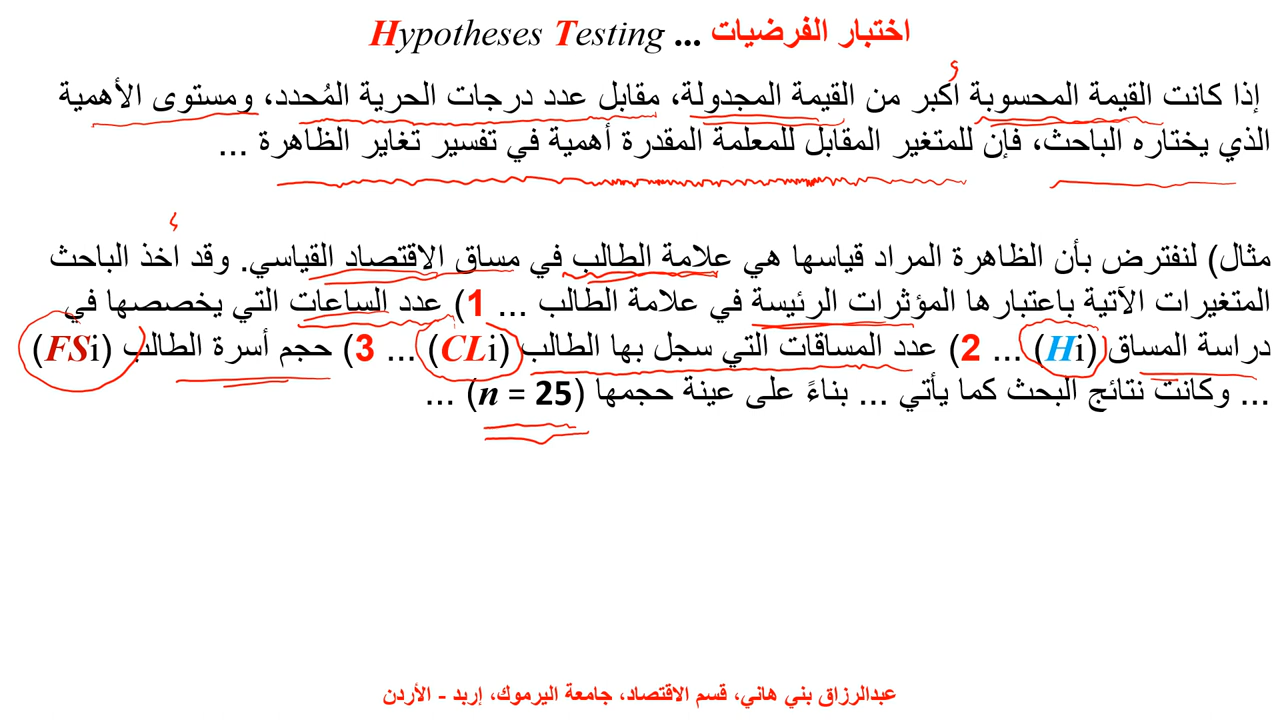 اختبار الفرضيات ... Hypotheses Testing
إذا كانت القيمة المحسوبة أكبر من القيمة المجدولة، مقابل عدد درجات الحرية المُحدد، ومستوى الأهمية
الذي يختاره الباحث، فإن للمتغير المقابل للمعلمة المقدرة أهمية في تفسير تغاير الظاهرة ...
مثال) لنفترض بأن الظاهرة المراد قياسها هي علامة الطالب في مساق الاقتصاد القياسي. وقد اخذ الباحث
المتغيرات الآتية باعتبارها المؤثرات الرئيسة في علامة الطالب ... 1) عدد الساعات التي يخصصها في
دراسة المساق (Hi) ... 2) عدد المساقات التي سجل بها الطالب (CLi) ... 3) حجم أسرة الطالب (FSi)
... وكانت نتائج البحث كما يأتي ... بناءً على عينة حجمها (n = 25) ...
عبدالرزاق بني هاني، قسم الاقتصاد، جامعة اليرموك، إربد - الأردن